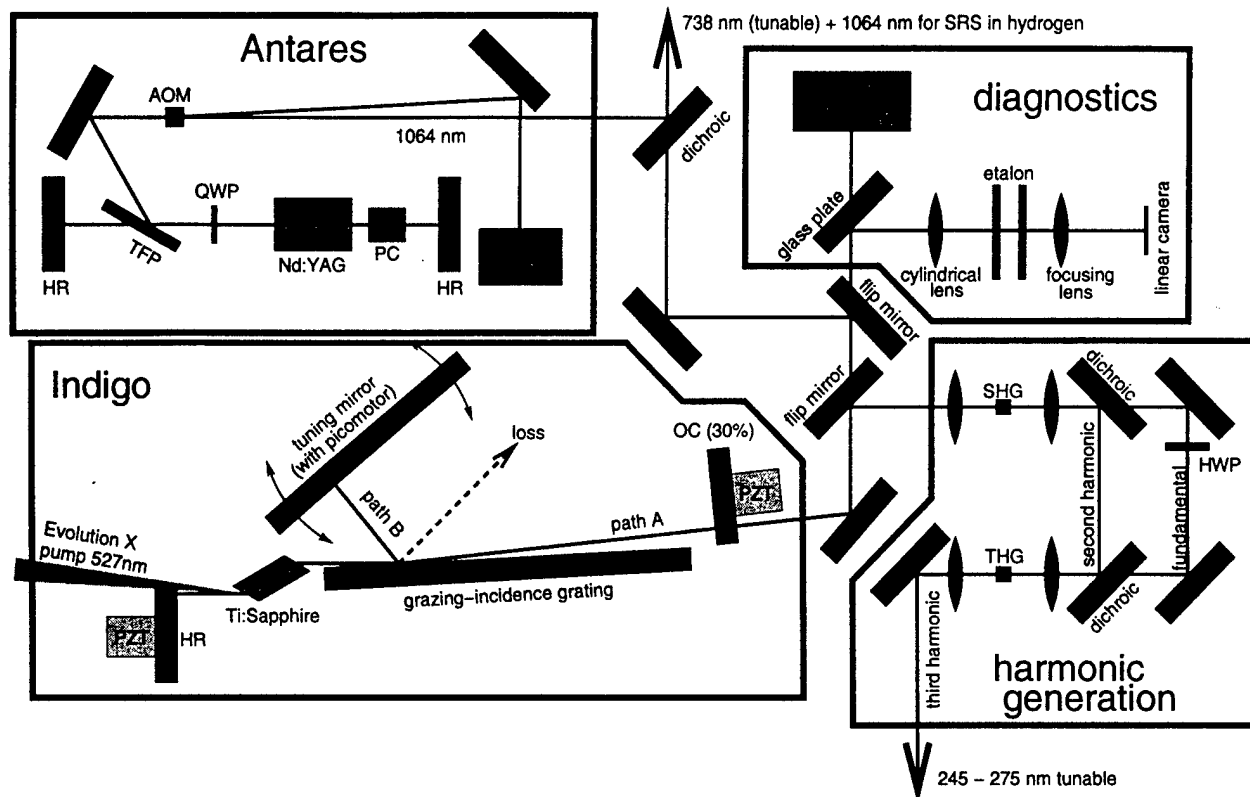 738 nm (tunable) + 1064 nm for SRS in hydrogen
Antares
AOM
1064 nm
dichroic
QWP
TFP
Nd:YAG
PC
HR
HR
diagnostics
glass plate
etalon
cylindrical
lens
focusing
lens
linear camera
flip mirror
flip mirror
Indigo
tuning mirror
(with picomotor)
loss
path B
path A
OC (30%)
PZT
Evolution X
pump 527nm
Ti:Sapphire
grazing–incidence grating
PZT
HR
SHG
dichroic
HWP
second harmonic
fundamental
THG
dichroic
third harmonic
harmonic
generation
245 – 275 nm tunable